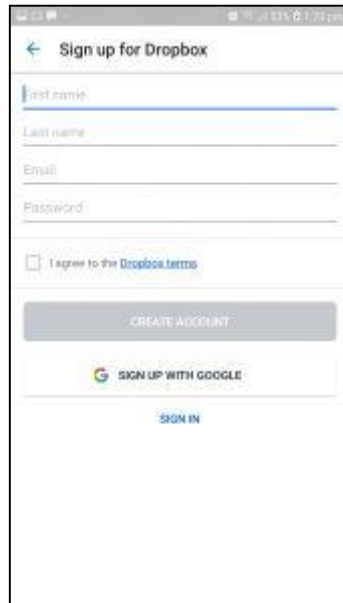 Sign up for Dropbox
First name
Last name
Email
Password
I agree to the Dropbox terms
CREATE ACCOUNT
SIGN UP WITH GOOGLE
SIGN IN